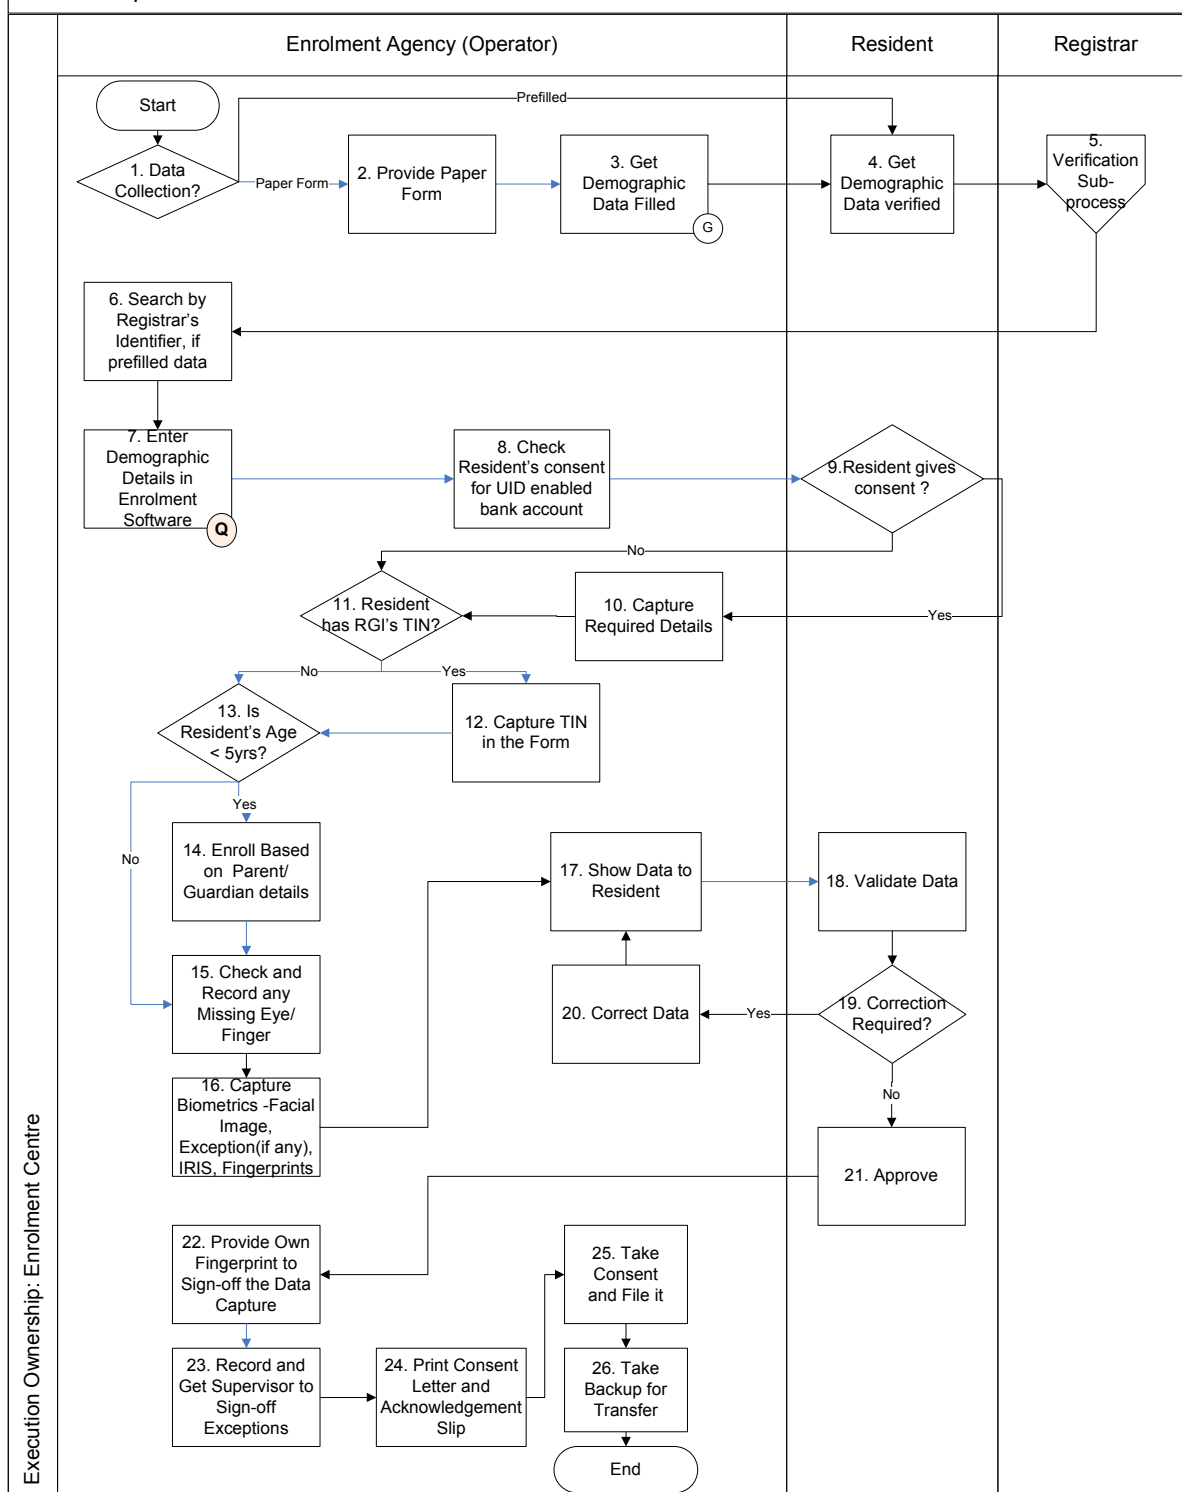 Enrolment Agency (Operator)
Resident
Registrar
Start
Prefilled
1. Data
Collection?
Paper Form
2. Provide Paper
Form
3. Get
Demographic
Data Filled
G
4. Get
Demographic
Data verified
5.
Verification
Sub-
process
6. Search by
Registrar's
Identifier, if
prefilled data
7. Enter
Demographic
Details in
Enrolment
Software
Q
8. Check
Resident's consent
for UID enabled
bank account
9.Resident gives
consent ?
No
Yes
10. Capture
Required Details
11. Resident
has RGI's TIN?
No
Yes
12. Capture TIN
in the Form
13. Is
Resident's Age
< 5yrs?
Yes
No
14. Enroll Based
on Parent/
Guardian details
15. Check and
Record any
Missing Eye/
Finger
16. Capture
Biometrics -Facial
Image,
Exception(if any),
IRIS, Fingerprints
17. Show Data to
Resident
18. Validate Data
19. Correction
Required?
Yes
20. Correct Data
No
21. Approve
22. Provide Own
Fingerprint to
Sign-off the Data
Capture
23. Record and
Get Supervisor to
Sign-off
Exceptions
24. Print Consent
Letter and
Acknowledgement
Slip
25. Take
Consent
and File it
26. Take
Backup for
Transfer
End
Execution Ownership: Enrolment Centre